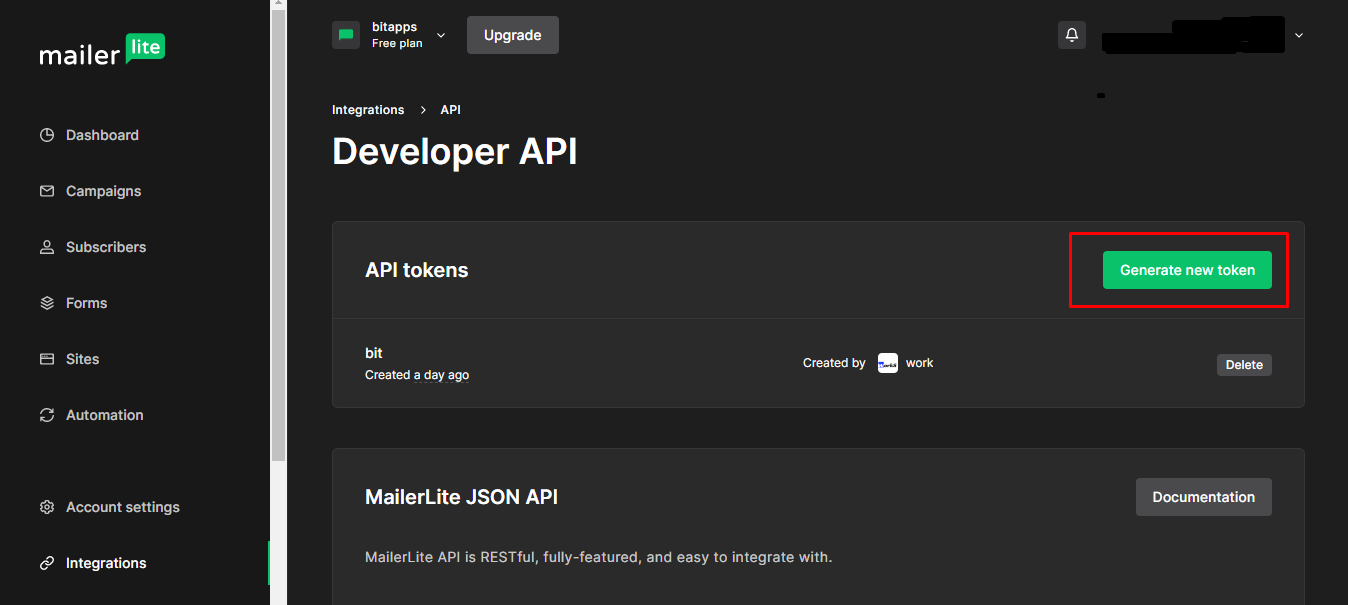 mailer lite
bitapps
Free plan
Upgrade
Dashboard
Campaigns
Subscribers
Forms
Sites
Automation
Account settings
Integrations
Integrations > API
Developer API
API tokens
Generate new token
bit
Created a day ago
Created by work
Delete
MailerLite JSON API
Documentation
MailerLite API is RESTful, fully-featured, and easy to integrate with.